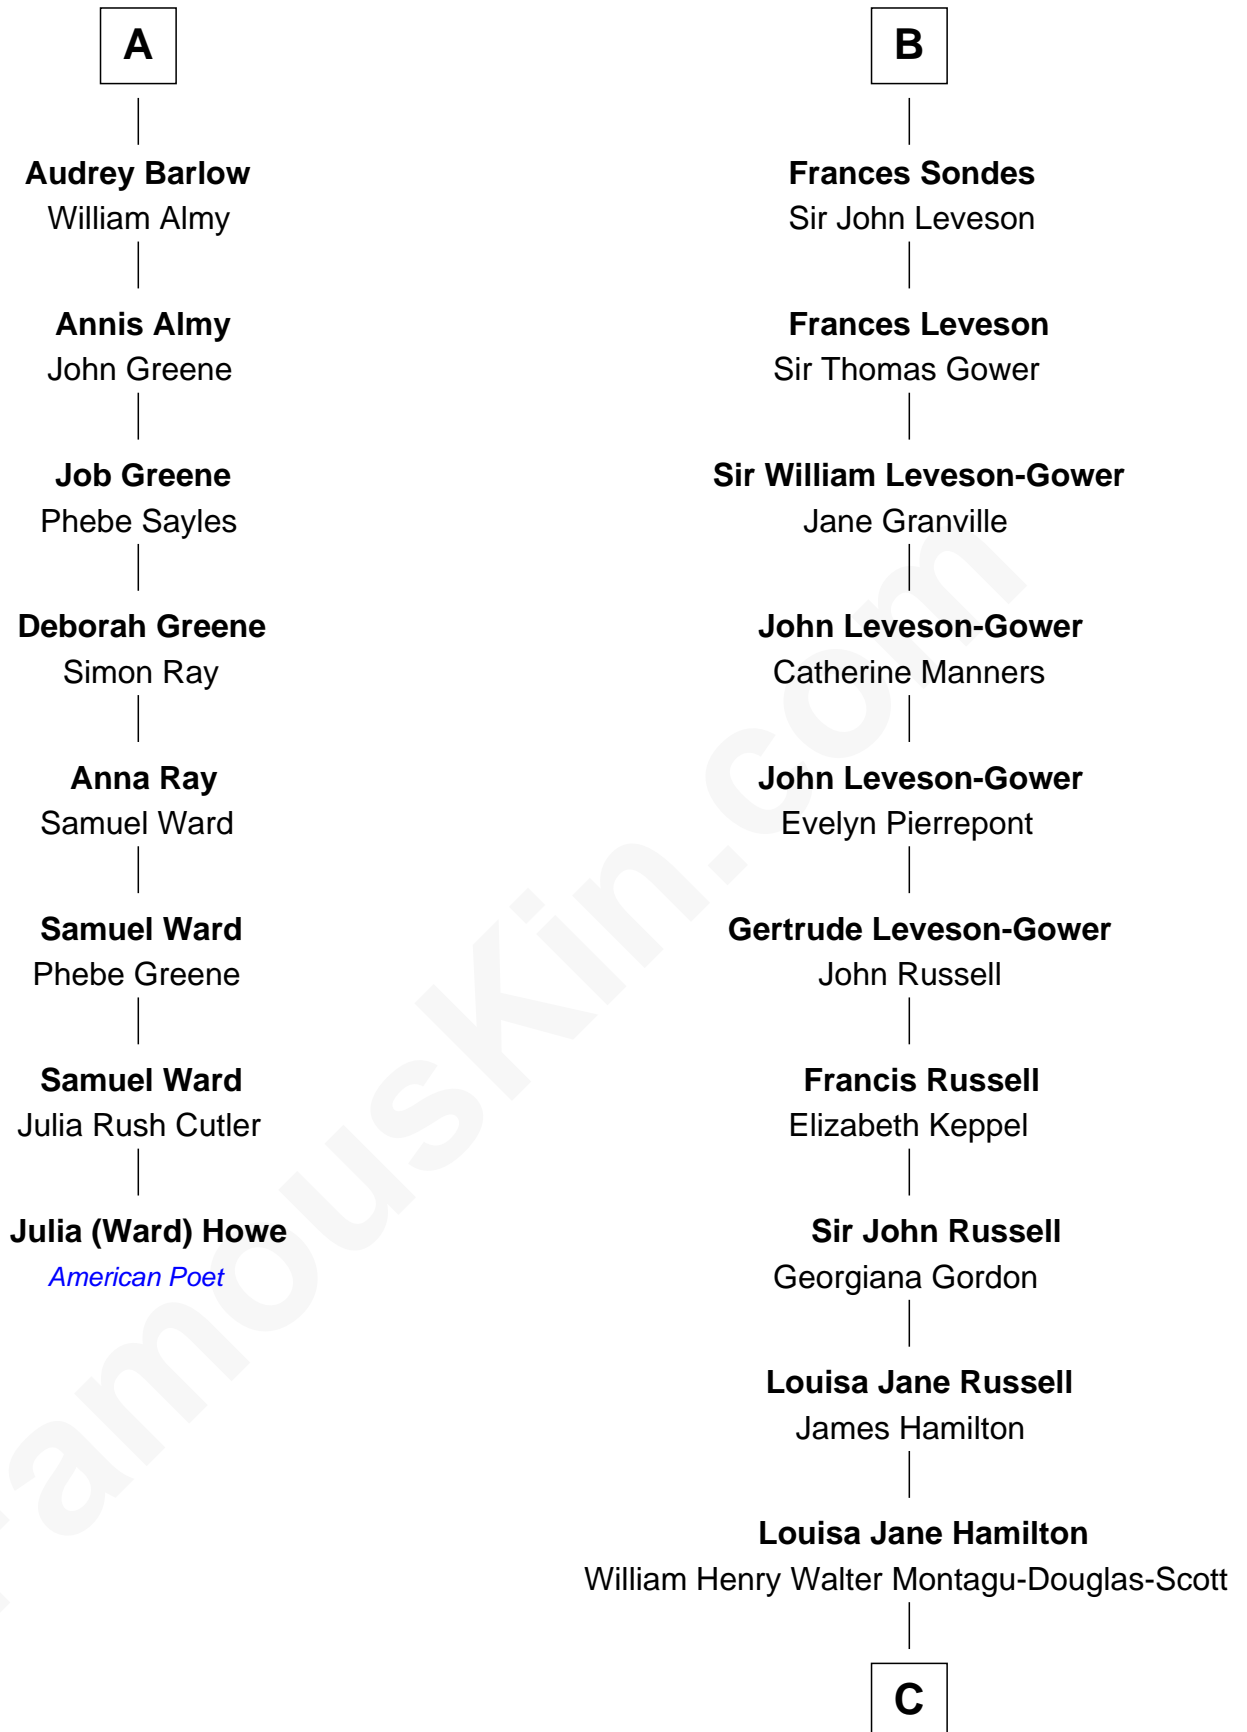 A
Audrey Barlow
William Almy
Annis Almy
John Greene
Job Greene
Phebe Sayles
Deborah Greene
Simon Ray
Anna Ray
Samuel Ward
Samuel Ward
Phebe Greene
Samuel Ward
Julia Rush Cutler
Julia (Ward) Howe
American Poet
B
Frances Sondes
Sir John Leveson
Frances Leveson
Sir Thomas Gower
Sir William Leveson-Gower
Jane Granville
John Leveson-Gower
Catherine Manners
John Leveson-Gower
Evelyn Pierrepont
Gertrude Leveson-Gower
John Russell
Francis Russell
Elizabeth Keppel
Sir John Russell
Georgiana Gordon
Louisa Jane Russell
James Hamilton
Louisa Jane Hamilton
William Henry Walter Montagu-Douglas-Scott
C
FamousKin.com